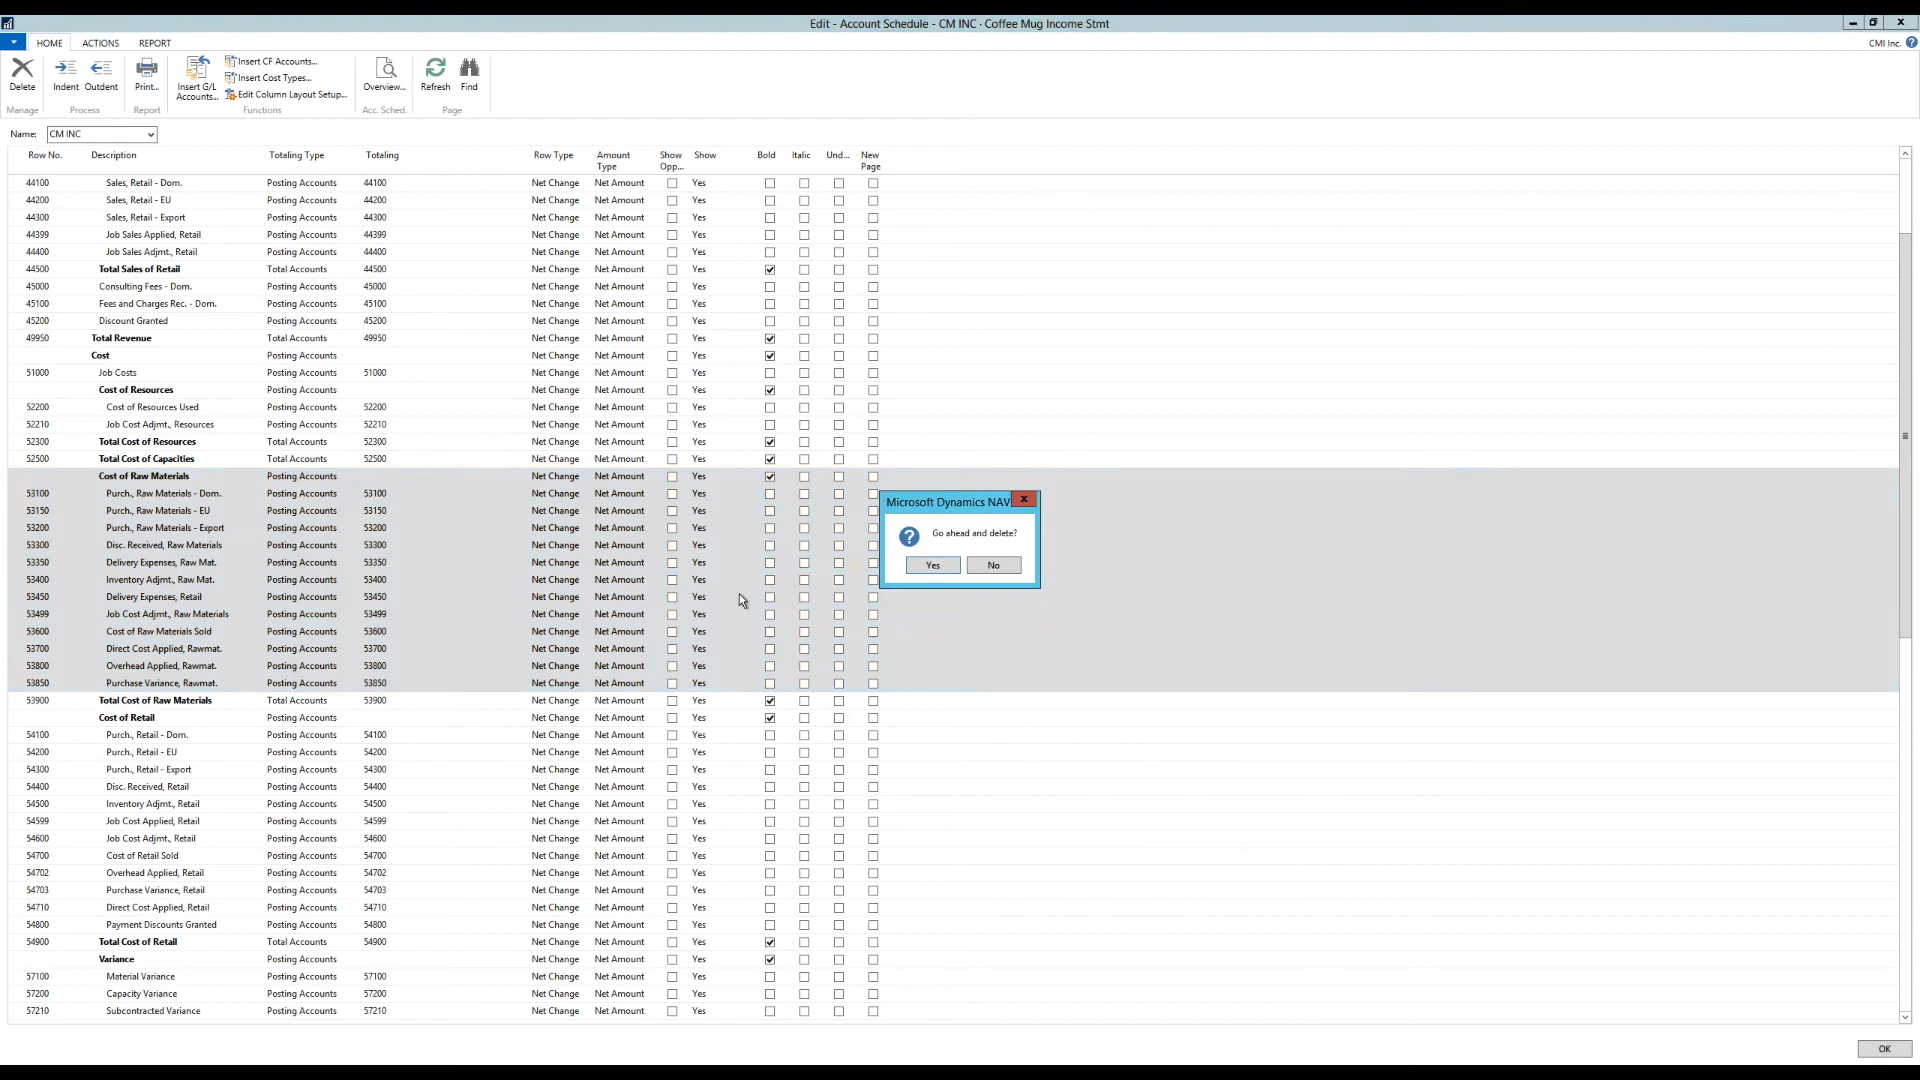 Edit - Account Schedule - CM INC · Coffee Mug Income Stmt
HOME ACTIONS REPORT CMI Inc.
Delete Indent Outdent Print... Insert G/L Accounts... Insert CF Accounts... Insert Cost Types... Edit Column Layout Setup... Overview... Refresh Find
Manage Process Report Functions Acc. Sched. Page
Name: CM INC
Row No. Description Totaling Type Totaling Row Type Amount Type Show Opp... Show Bold Italic Und... New Page
44100 Sales, Retail - Dom. Posting Accounts 44100 Net Change Net Amount Yes
44200 Sales, Retail - EU Posting Accounts 44200 Net Change Net Amount Yes
44300 Sales, Retail - Export Posting Accounts 44300 Net Change Net Amount Yes
44399 Job Sales Applied, Retail Posting Accounts 44399 Net Change Net Amount Yes
44400 Job Sales Adjmt., Retail Posting Accounts 44400 Net Change Net Amount Yes
44500 Total Sales of Retail Total Accounts 44500 Net Change Net Amount Yes
45000 Consulting Fees - Dom. Posting Accounts 45000 Net Change Net Amount Yes
45100 Fees and Charges Rec. - Dom. Posting Accounts 45100 Net Change Net Amount Yes
45200 Discount Granted Posting Accounts 45200 Net Change Net Amount Yes
49950 Total Revenue Total Accounts 49950 Net Change Net Amount Yes
Cost Posting Accounts Net Change Net Amount Yes
51000 Job Costs Posting Accounts 51000 Net Change Net Amount Yes
Cost of Resources Posting Accounts Net Change Net Amount Yes
52200 Cost of Resources Used Posting Accounts 52200 Net Change Net Amount Yes
52210 Job Cost Adjmt., Resources Posting Accounts 52210 Net Change Net Amount Yes
52300 Total Cost of Resources Total Accounts 52300 Net Change Net Amount Yes
52500 Total Cost of Capacities Total Accounts 52500 Net Change Net Amount Yes
Cost of Raw Materials Posting Accounts Net Change Net Amount Yes
53100 Purch., Raw Materials - Dom. Posting Accounts 53100 Net Change Net Amount Yes
53150 Purch., Raw Materials - EU Posting Accounts 53150 Net Change Net Amount Yes
53200 Purch., Raw Materials - Export Posting Accounts 53200 Net Change Net Amount Yes
53300 Disc. Received, Raw Materials Posting Accounts 53300 Net Change Net Amount Yes
53350 Delivery Expenses, Raw Mat. Posting Accounts 53350 Net Change Net Amount Yes
53400 Inventory Adjmt., Raw Mat. Posting Accounts 53400 Net Change Net Amount Yes
53450 Delivery Expenses, Retail Posting Accounts 53450 Net Change Net Amount Yes
53499 Job Cost Adjmt., Raw Materials Posting Accounts 53499 Net Change Net Amount Yes
53600 Cost of Raw Materials Sold Posting Accounts 53600 Net Change Net Amount Yes
53700 Direct Cost Applied, Rawmat. Posting Accounts 53700 Net Change Net Amount Yes
53800 Overhead Applied, Rawmat. Posting Accounts 53800 Net Change Net Amount Yes
53850 Purchase Variance, Rawmat. Posting Accounts 53850 Net Change Net Amount Yes
53900 Total Cost of Raw Materials Total Accounts 53900 Net Change Net Amount Yes
Cost of Retail Posting Accounts Net Change Net Amount Yes
54100 Purch., Retail - Dom. Posting Accounts 54100 Net Change Net Amount Yes
54200 Purch., Retail - EU Posting Accounts 54200 Net Change Net Amount Yes
54300 Purch., Retail - Export Posting Accounts 54300 Net Change Net Amount Yes
54400 Disc. Received, Retail Posting Accounts 54400 Net Change Net Amount Yes
54500 Inventory Adjmt., Retail Posting Accounts 54500 Net Change Net Amount Yes
54599 Job Cost Applied, Retail Posting Accounts 54599 Net Change Net Amount Yes
54600 Job Cost Adjmt., Retail Posting Accounts 54600 Net Change Net Amount Yes
54700 Cost of Retail Sold Posting Accounts 54700 Net Change Net Amount Yes
54702 Overhead Applied, Retail Posting Accounts 54702 Net Change Net Amount Yes
54703 Purchase Variance, Retail Posting Accounts 54703 Net Change Net Amount Yes
54710 Direct Cost Applied, Retail Posting Accounts 54710 Net Change Net Amount Yes
54800 Payment Discounts Granted Posting Accounts 54800 Net Change Net Amount Yes
54900 Total Cost of Retail Total Accounts 54900 Net Change Net Amount Yes
Variance Posting Accounts Net Change Net Amount Yes
57100 Material Variance Posting Accounts 57100 Net Change Net Amount Yes
57200 Capacity Variance Posting Accounts 57200 Net Change Net Amount Yes
57210 Subcontracted Variance Posting Accounts 57210 Net Change Net Amount Yes
Microsoft Dynamics NAV
Go ahead and delete?
Yes No
OK